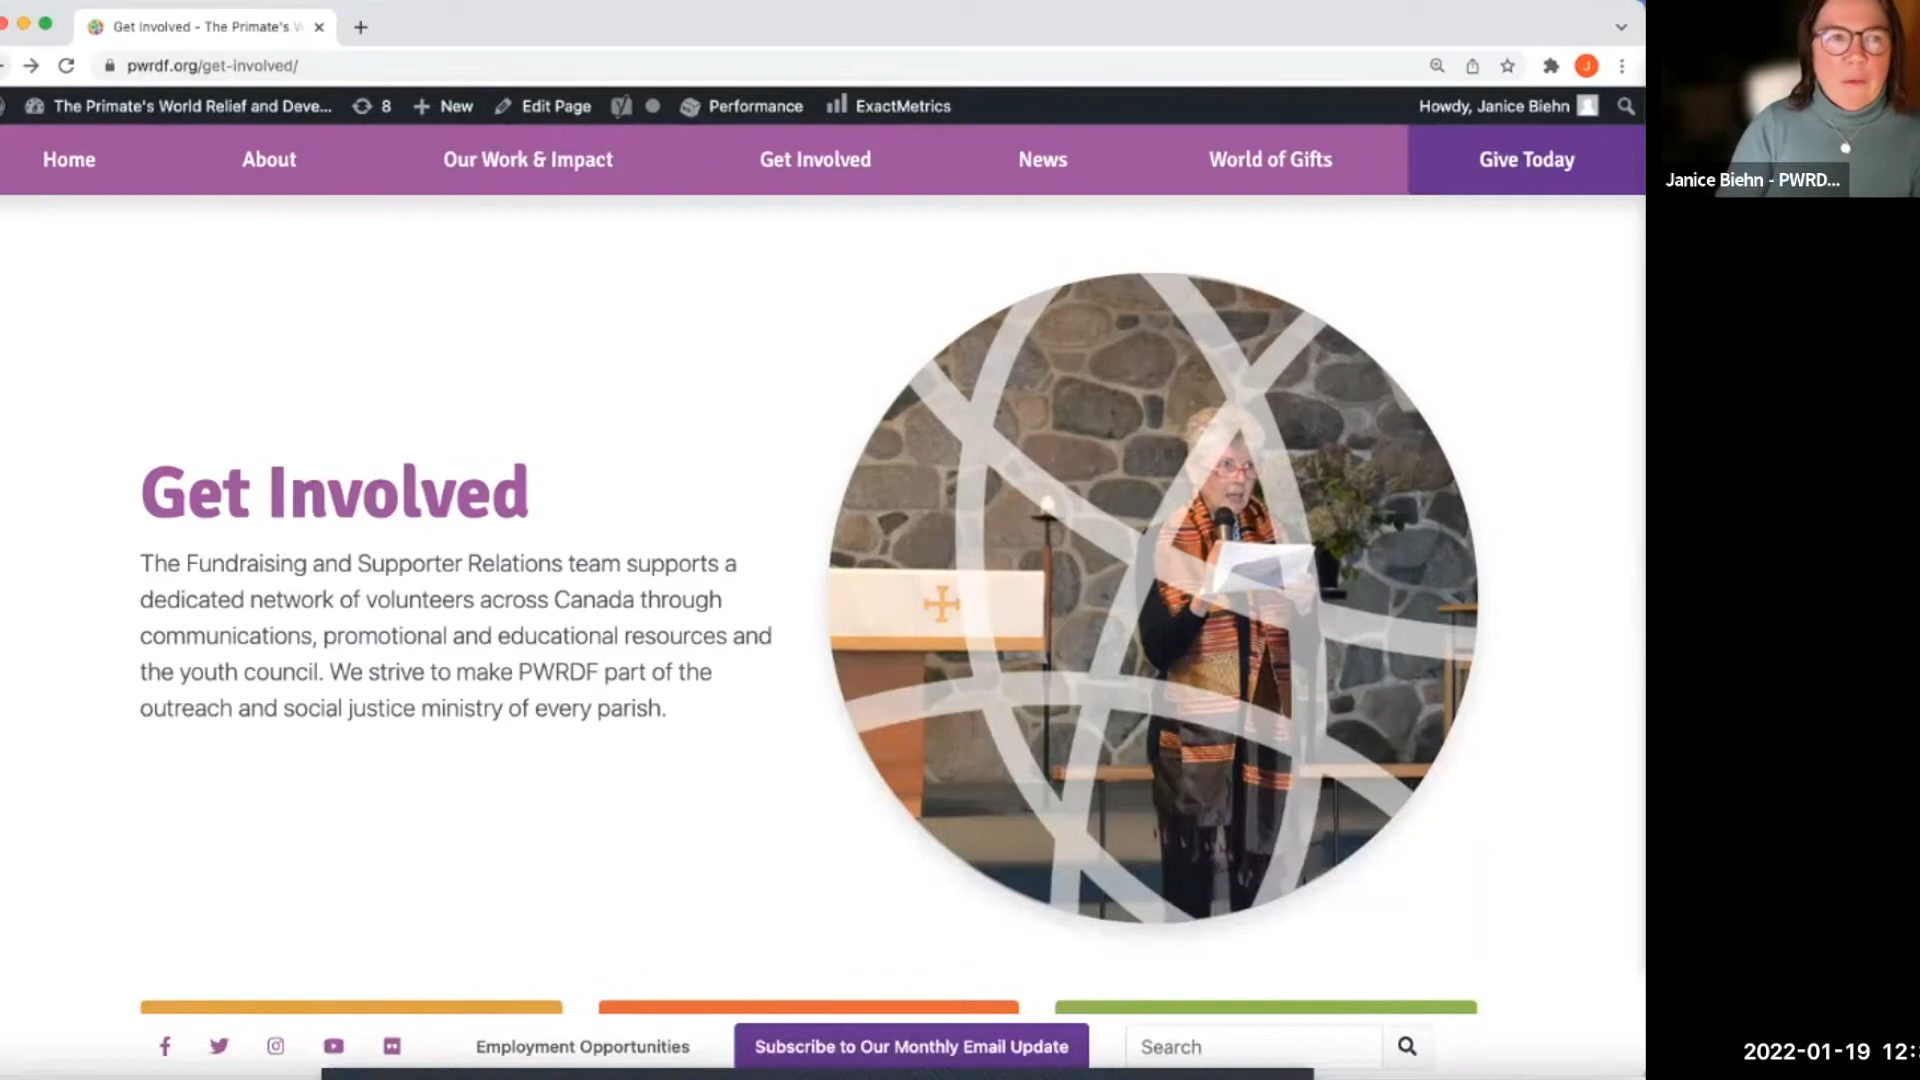 Get Involved - The Primate's W
pwrdf.org/get-involved/
J
The Primate's World Relief and Deve...
8
New
Edit Page
Performance
ExactMetrics
Howdy, Janice Biehn
Home
About
Our Work & Impact
Get Involved
News
World of Gifts
Give Today
Janice Biehn - PWRD...
Get Involved
The Fundraising and Supporter Relations team supports a
dedicated network of volunteers across Canada through
communications, promotional and educational resources and
the youth council. We strive to make PWRDF part of the
outreach and social justice ministry of every parish.
Employment Opportunities
Subscribe to Our Monthly Email Update
Search
2022-01-19 12: